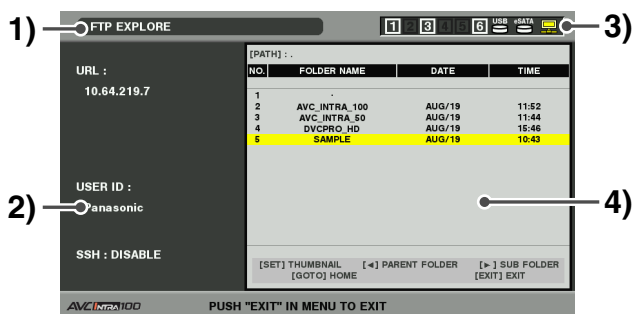 1)
FTP EXPLORE
1 2 3 4 5 6 USB eSATA
3)
URL :
10.64.219.7
[PATH] : .
NO. FOLDER NAME DATE TIME
1 .
2 AVC_INTRA_100 AUG/19 11:52
3 AVC_INTRA_50 AUG/19 11:44
4 DVCPRO_HD AUG/19 15:46
5 SAMPLE AUG/19 10:43
2)
USER ID :
Panasonic
4)
SSH : DISABLE
[SET] THUMBNAIL [◄] PARENT FOLDER [►] SUB FOLDER
[GOTO] HOME [EXIT] EXIT
AVC INTRA 100 PUSH "EXIT" IN MENU TO EXIT